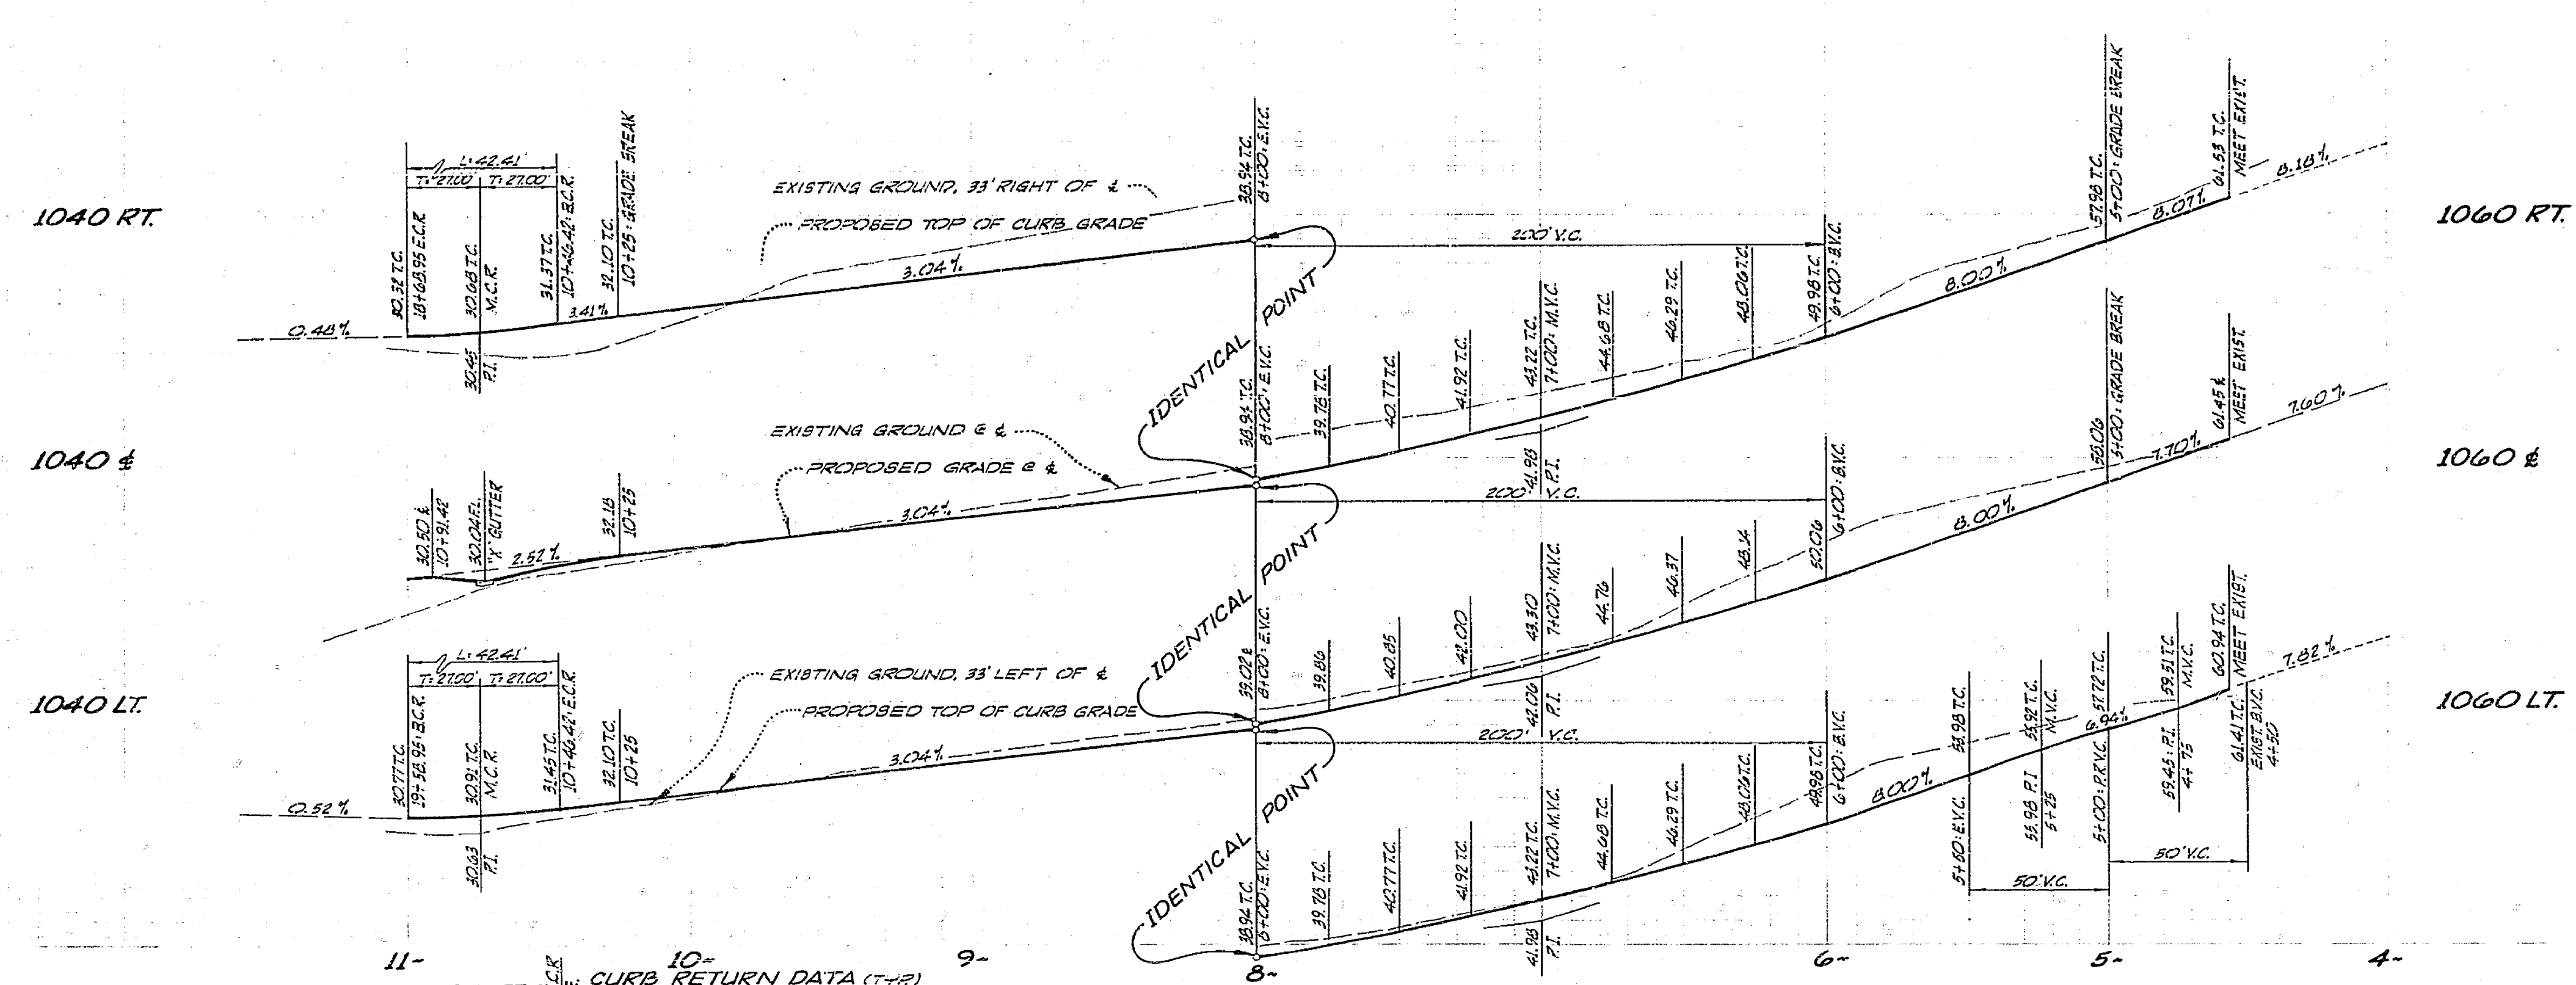 1040 RT.
0.48%
30.32 T.C.
18+68.95 E.C.R.
L=42.41'
T=27.00' T=27.00'
30.68 T.C.
M.C.R.
30.45
P.I.
31.37 T.C.
10+46.42=B.C.R.
3.41%
32.10 T.C.
10+25=GRADE BREAK
EXISTING GROUND, 33' RIGHT OF ℄
PROPOSED TOP OF CURB GRADE
3.04%
38.94 T.C.
8+00=E.V.C.
IDENTICAL POINT
200' V.C.
39.78 T.C.
40.77 T.C.
41.92 T.C.
43.22 T.C.
7+00=M.V.C.
41.98
P.I.
44.68 T.C.
46.29 T.C.
48.06 T.C.
49.98 T.C.
6+00=B.V.C.
8.00%
57.98 T.C.
5+00=GRADE BREAK
8.07%
61.53 T.C.
MEET EXIST.
8.18%
1060 RT.
1040 ℄
30.50 ℄
10+91.42
30.04 F.L.
"X" GUTTER
2.52%
32.18
10+25
EXISTING GROUND @ ℄
PROPOSED GRADE @ ℄
3.04%
38.94 T.C.
8+00=E.V.C.
IDENTICAL POINT
200' V.C.
39.86
40.85
42.00
43.30
7+00=M.V.C.
42.06
P.I.
44.76
46.37
48.14
50.06
6+00=B.V.C.
8.00%
58.06
5+00=GRADE BREAK
7.70%
61.45 ℄
MEET EXIST.
7.60%
1060 ℄
1040 LT.
0.52%
30.77 T.C.
19+58.95=B.C.R.
L=42.41'
T=27.00' T=27.00'
30.91 T.C.
M.C.R.
30.63
P.I.
31.45 T.C.
10+46.42=E.C.R.
32.10 T.C.
10+25
EXISTING GROUND, 33' LEFT OF ℄
PROPOSED TOP OF CURB GRADE
3.04%
39.02 ℄
8+00=E.V.C.
IDENTICAL POINT
200' V.C.
38.94 T.C.
8+00=E.V.C.
39.78 T.C.
40.77 T.C.
41.92 T.C.
43.22 T.C.
7+00=M.V.C.
41.98
P.I.
44.68 T.C.
46.29 T.C.
48.06 T.C.
49.98 T.C.
6+00=B.V.C.
8.00%
53.98 T.C.
5+50=E.V.C.
55.92 T.C.
M.V.C.
55.98 P.I.
5+25
50' V.C.
57.72 T.C.
5+00=P.R.V.C.
6.94%
59.51 T.C.
M.V.C.
59.45=P.I.
4+75
50' V.C.
60.94 T.C.
MEET EXIST.
61.41 T.C.
EXIST. B.V.C.
4+50
7.82%
1060 LT.
11~ 10~ 9~ 8~ 6~ 5~ 4~
C.R.
CURB RETURN DATA (TYP)